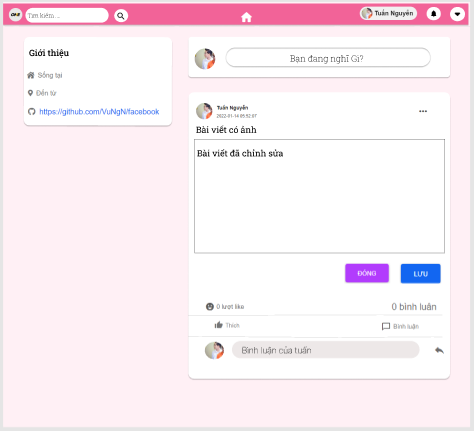 Tìm kiếm...
Tuấn Nguyễn
Giới thiệu
Sống tại
Đến từ
https://github.com/VuNgN/facebook
Bạn đang nghĩ Gì?
Tuấn Nguyễn
2022-01-14 05:52:07
Bài viết có ảnh
Bài viết đã chỉnh sửa
ĐÓNG
LƯU
0 lượt like
0 bình luân
Thích
Bình luận
Bình luận của tuấn